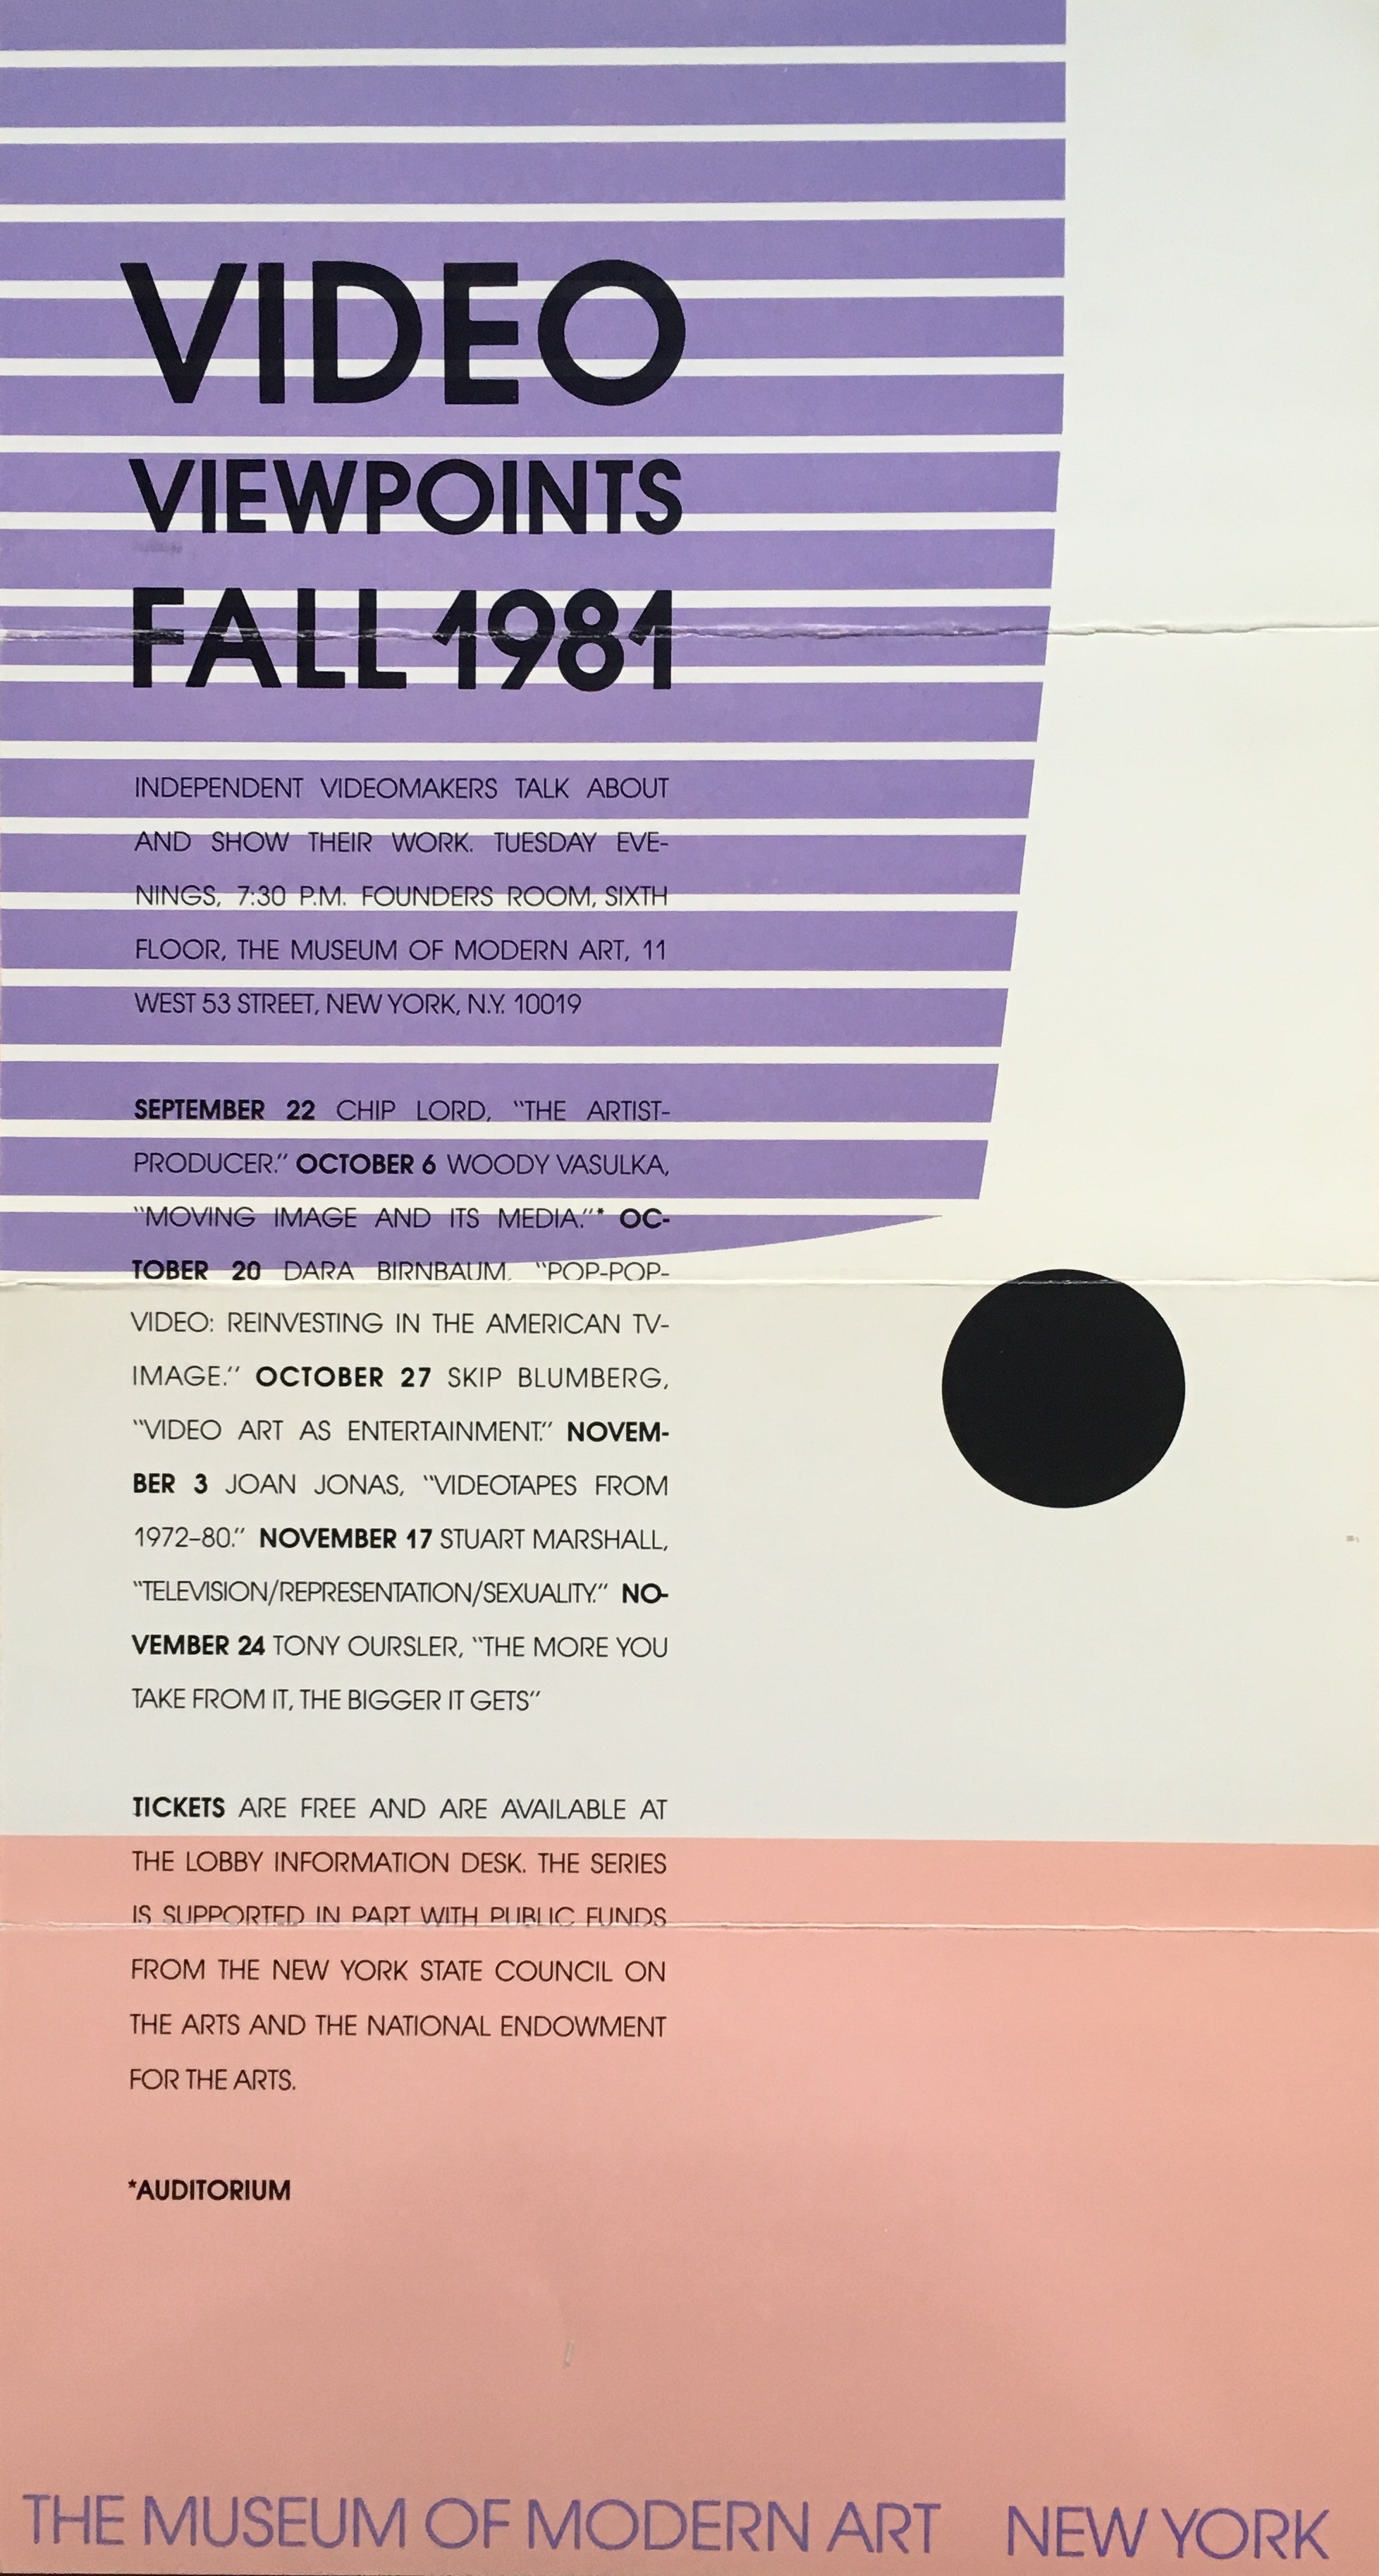 VIDEO
VIEWPOINTS
FALL 1981
INDEPENDENT VIDEOMAKERS TALK ABOUT
AND SHOW THEIR WORK. TUESDAY EVE-
NINGS, 7:30 P.M. FOUNDERS ROOM, SIXTH
FLOOR, THE MUSEUM OF MODERN ART, 11
WEST 53 STREET, NEW YORK, N.Y. 10019
SEPTEMBER 22 CHIP LORD, "THE ARTIST-
PRODUCER." OCTOBER 6 WOODY VASULKA,
"MOVING IMAGE AND ITS MEDIA."* OC-
TOBER 20 DARA BIRNBAUM, "POP-POP-
VIDEO: REINVESTING IN THE AMERICAN TV-
IMAGE." OCTOBER 27 SKIP BLUMBERG,
"VIDEO ART AS ENTERTAINMENT." NOVEM-
BER 3 JOAN JONAS, "VIDEOTAPES FROM
1972–80." NOVEMBER 17 STUART MARSHALL,
"TELEVISION/REPRESENTATION/SEXUALITY." NO-
VEMBER 24 TONY OURSLER, "THE MORE YOU
TAKE FROM IT, THE BIGGER IT GETS"
TICKETS ARE FREE AND ARE AVAILABLE AT
THE LOBBY INFORMATION DESK. THE SERIES
IS SUPPORTED IN PART WITH PUBLIC FUNDS
FROM THE NEW YORK STATE COUNCIL ON
THE ARTS AND THE NATIONAL ENDOWMENT
FOR THE ARTS.
*AUDITORIUM
THE MUSEUM OF MODERN ART NEW YORK